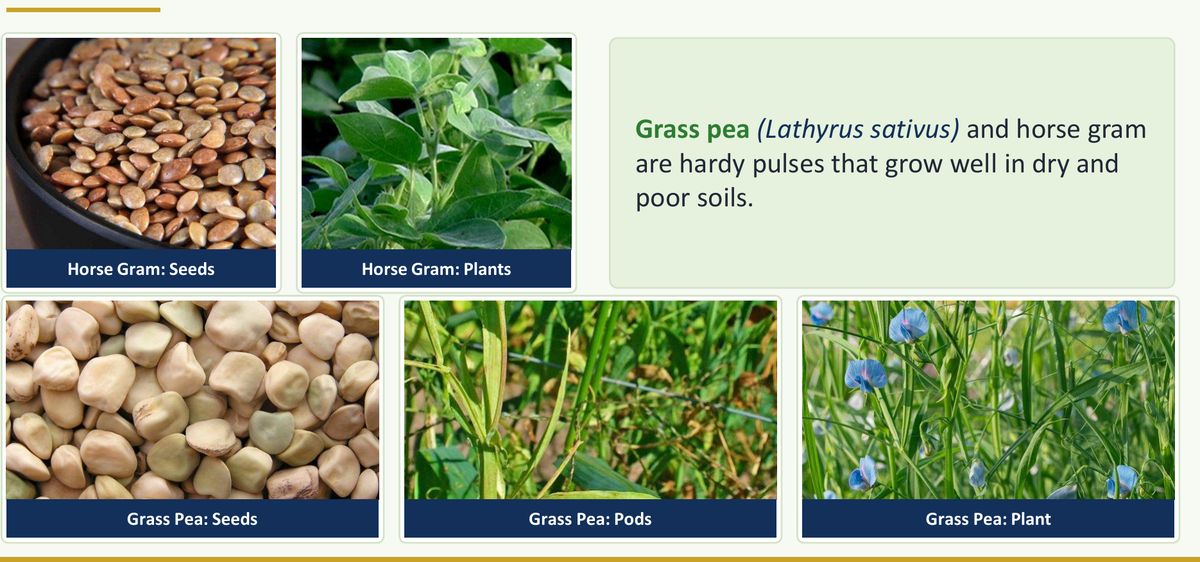 Horse Gram: Seeds
Horse Gram: Plants
Grass pea (Lathyrus sativus) and horse gram
are hardy pulses that grow well in dry and
poor soils.
Grass Pea: Seeds
Grass Pea: Pods
Grass Pea: Plant